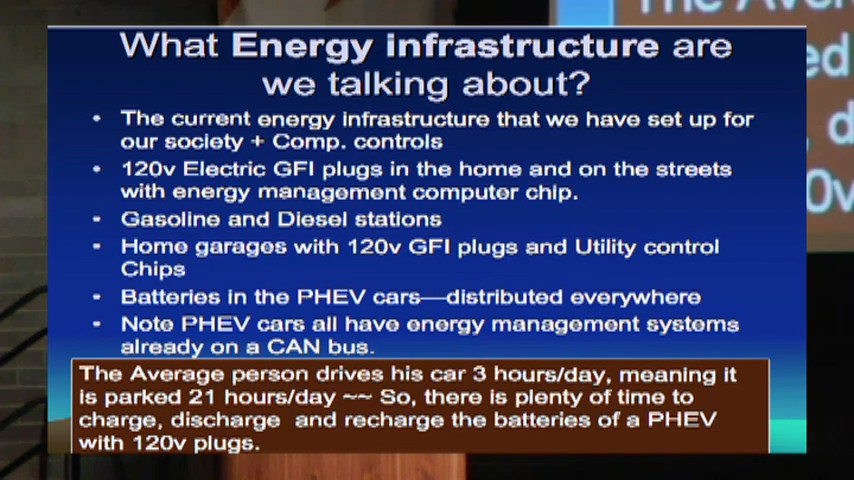 What Energy infrastructure are
we talking about?
• The current energy infrastructure that we have set up for
our society + Comp. controls
• 120v Electric GFI plugs in the home and on the streets
with energy management computer chip.
• Gasoline and Diesel stations
• Home garages with 120v GFI plugs and Utility control
Chips
• Batteries in the PHEV cars—distributed everywhere
• Note PHEV cars all have energy management systems
already on a CAN bus.
The Average person drives his car 3 hours/day, meaning it
is parked 21 hours/day ~~ So, there is plenty of time to
charge, discharge and recharge the batteries of a PHEV
with 120v plugs.
The Aver
ed
, d
0v